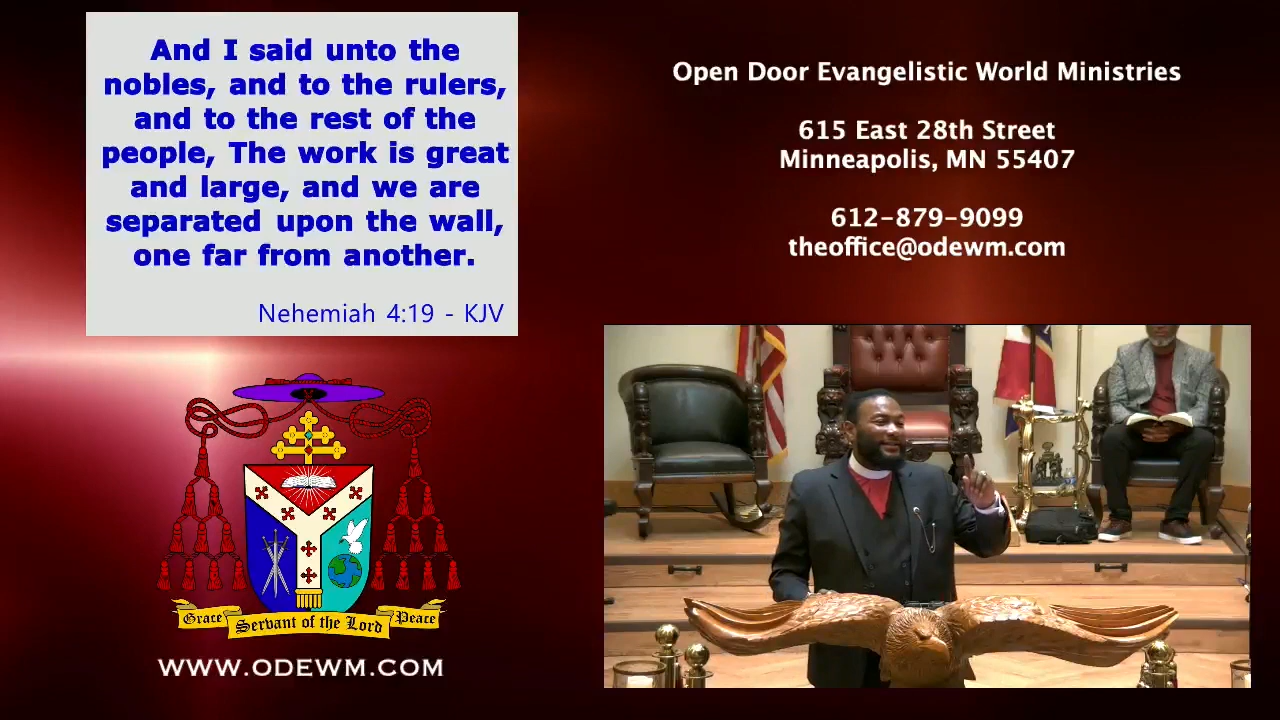 And I said unto the
nobles, and to the rulers,
and to the rest of the
people, The work is great
and large, and we are
separated upon the wall,
one far from another.
Nehemiah 4:19 - KJV
Open Door Evangelistic World Ministries
615 East 28th Street
Minneapolis, MN 55407
612-879-9099
theoffice@odewm.com
Grace
Servant of the Lord
Peace
WWW.ODEWM.COM